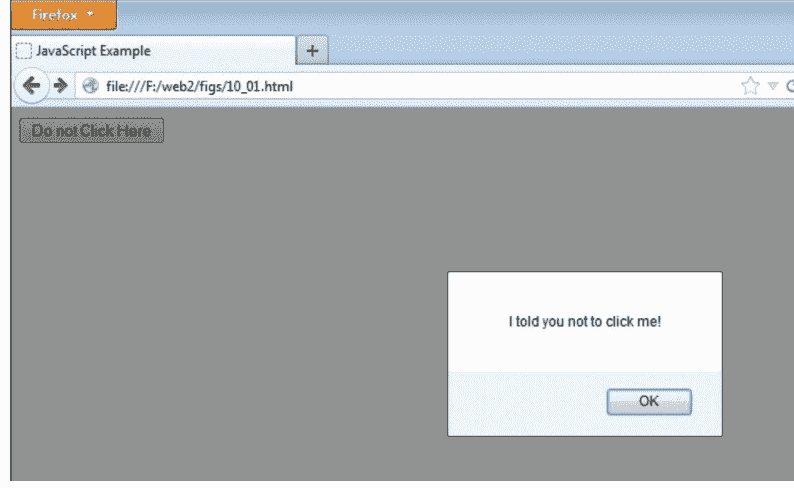 Firefox
JavaScript Example
file:///F:/web2/figs/10_01.html
Do not Click Here
I told you not to click me!
OK